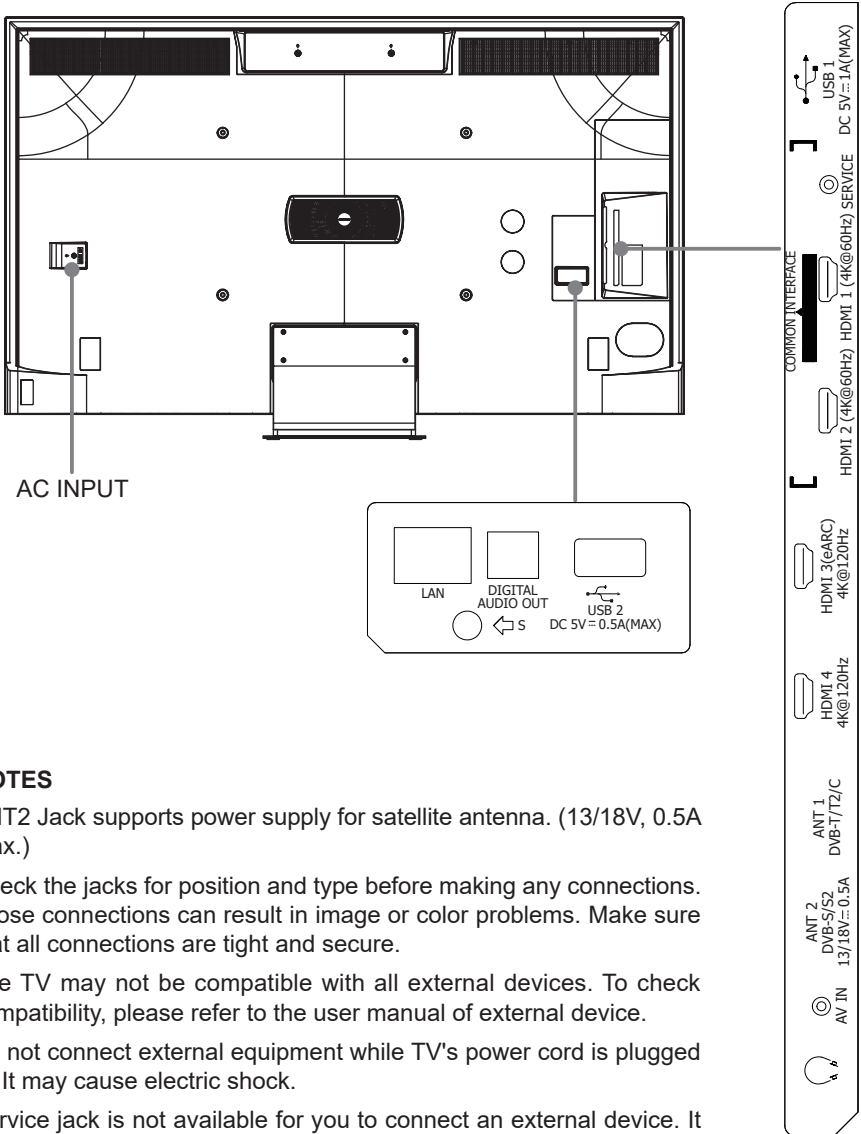 USB 1
DC 5V⎓1A(MAX)
SERVICE
COMMON INTERFACE
HDMI 1 (4K@60Hz)
HDMI 2 (4K@60Hz)
HDMI 3(eARC)
4K@120Hz
HDMI 4
4K@120Hz
ANT 1
DVB-T/T2/C
ANT 2
DVB-S/S2
13/18V⎓0.5A
AV IN
AC INPUT
LAN
DIGITAL
AUDIO OUT
USB 2
DC 5V⎓0.5A(MAX)
S
OTES
T2 Jack supports power supply for satellite antenna. (13/18V, 0.5A
x.)
eck the jacks for position and type before making any connections.
ose connections can result in image or color problems. Make sure
t all connections are tight and secure.
e TV may not be compatible with all external devices. To check
mpatibility, please refer to the user manual of external device.
not connect external equipment while TV's power cord is plugged
It may cause electric shock.
rvice jack is not available for you to connect an external device. It